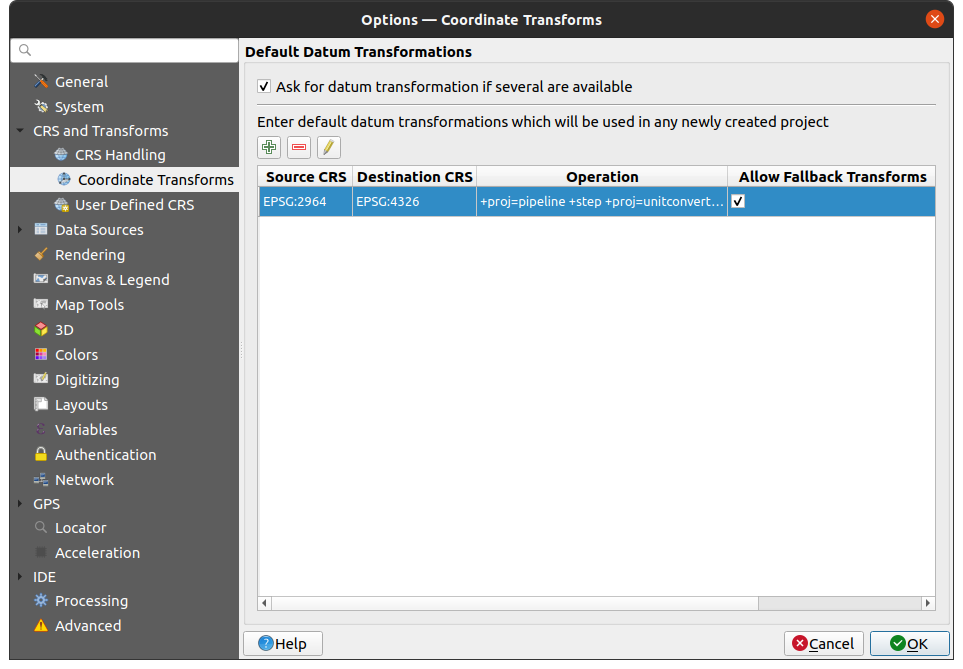 Options — Coordinate Transforms
General
System
CRS and Transforms
CRS Handling
Coordinate Transforms
User Defined CRS
Data Sources
Rendering
Canvas & Legend
Map Tools
3D
Colors
Digitizing
Layouts
Variables
Authentication
Network
GPS
Locator
Acceleration
IDE
Processing
Advanced
Default Datum Transformations
Ask for datum transformation if several are available
Enter default datum transformations which will be used in any newly created project
Source CRS Destination CRS Operation Allow Fallback Transforms
EPSG:2964 EPSG:4326 +proj=pipeline +step +proj=unitconvert…
Help Cancel OK